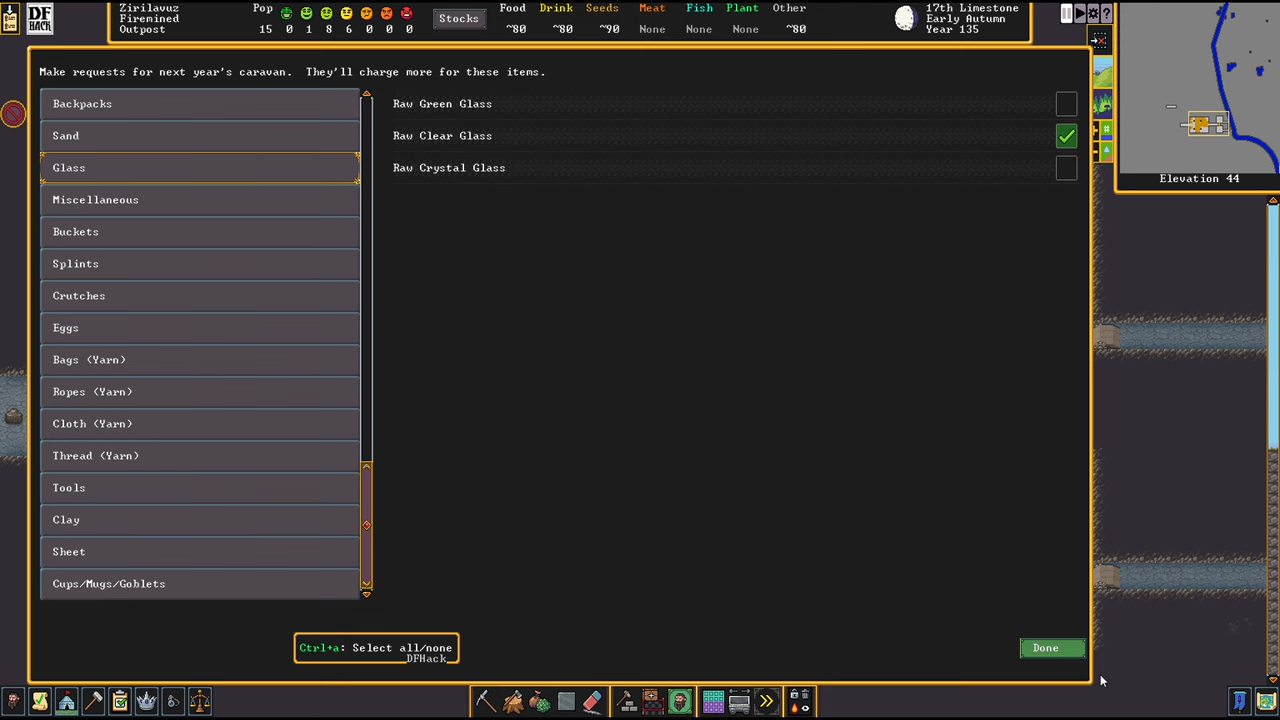 DF
HACK
Zirilavuz
Firemined
Outpost
Pop
15 0 1 8 6 0 0 0
Stocks
Food Drink Seeds Meat Fish Plant Other
~80 ~80 ~90 None None None ~80
17th Limestone
Early Autumn
Year 135
?
Make requests for next year's caravan. They'll charge more for these items.
Backpacks
Sand
Glass
Miscellaneous
Buckets
Splints
Crutches
Eggs
Bags (Yarn)
Ropes (Yarn)
Cloth (Yarn)
Thread (Yarn)
Tools
Clay
Sheet
Cups/Mugs/Goblets
Raw Green Glass
Raw Clear Glass
Raw Crystal Glass
Elevation 44
Ctrl+a: Select all/none
DFHack
Done